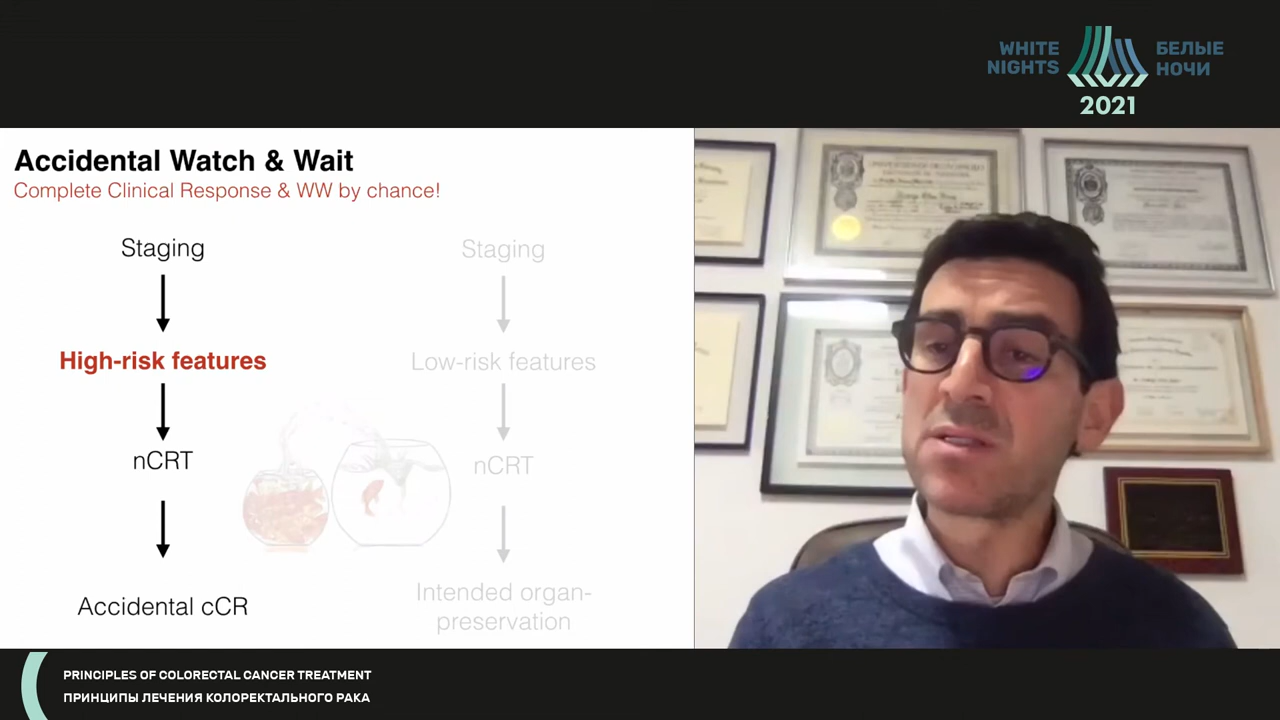 WHITE NIGHTS
БЕЛЫЕ НОЧИ
2021
Accidental Watch & Wait
Complete Clinical Response & WW by chance!
Staging
High-risk features
nCRT
Accidental cCR
Staging
Low-risk features
nCRT
Intended organ-
preservation
PRINCIPLES OF COLORECTAL CANCER TREATMENT
ПРИНЦИПЫ ЛЕЧЕНИЯ КОЛОРЕКТАЛЬНОГО РАКА